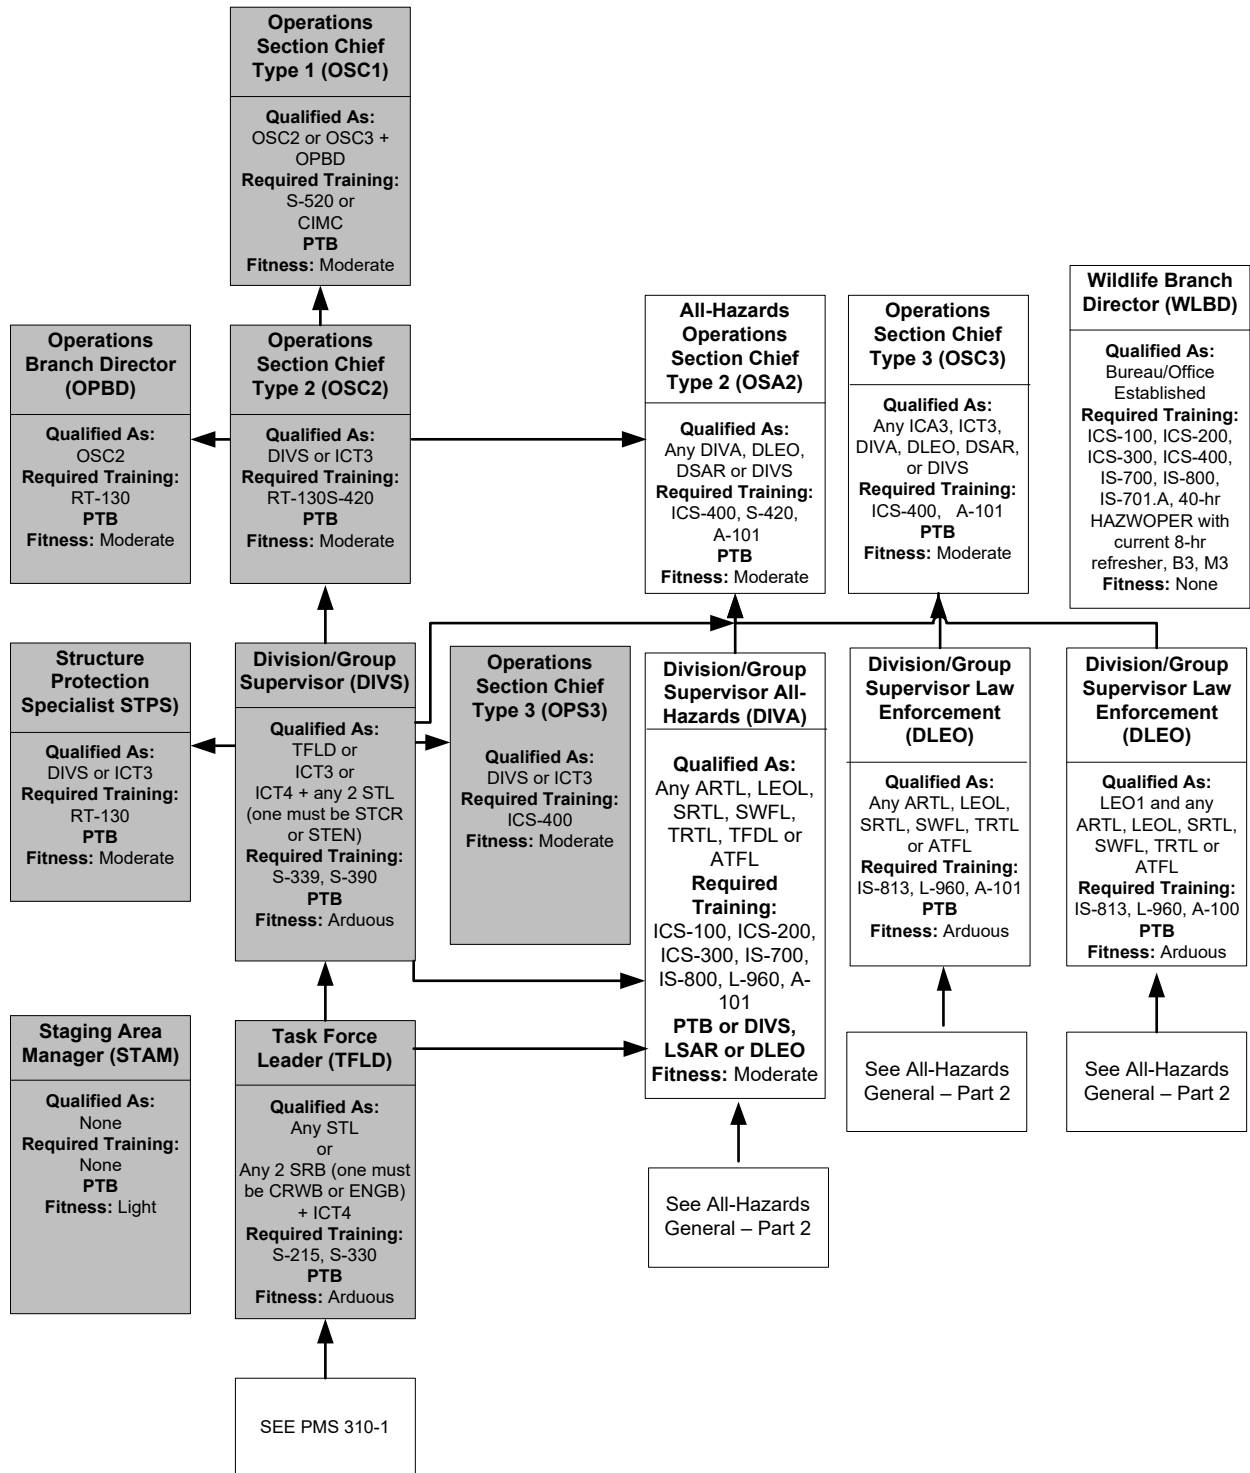 Operations
Section Chief
Type 1 (OSC1)
Qualified As:
OSC2 or OSC3 +
OPBD
Required Training:
S-520 or
CIMC
PTB
Fitness: Moderate
Operations
Branch Director
(OPBD)
Qualified As:
OSC2
Required Training:
RT-130
PTB
Fitness: Moderate
Operations
Section Chief
Type 2 (OSC2)
Qualified As:
DIVS or ICT3
Required Training:
RT-130S-420
PTB
Fitness: Moderate
All-Hazards
Operations
Section Chief
Type 2 (OSA2)
Qualified As:
Any DIVA, DLEO,
DSAR or DIVS
Required Training:
ICS-400, S-420,
A-101
PTB
Fitness: Moderate
Operations
Section Chief
Type 3 (OSC3)
Qualified As:
Any ICA3, ICT3,
DIVA, DLEO, DSAR,
or DIVS
Required Training:
ICS-400, A-101
PTB
Fitness: Moderate
Wildlife Branch
Director (WLBD)
Qualified As:
Bureau/Office
Established
Required Training:
ICS-100, ICS-200,
ICS-300, ICS-400,
IS-700, IS-800,
IS-701.A, 40-hr
HAZWOPER with
current 8-hr
refresher, B3, M3
Fitness: None
Structure
Protection
Specialist STPS)
Qualified As:
DIVS or ICT3
Required Training:
RT-130
PTB
Fitness: Moderate
Division/Group
Supervisor (DIVS)
Qualified As:
TFLD or
ICT3 or
ICT4 + any 2 STL
(one must be STCR
or STEN)
Required Training:
S-339, S-390
PTB
Fitness: Arduous
Operations
Section Chief
Type 3 (OPS3)
Qualified As:
DIVS or ICT3
Required Training:
ICS-400
Fitness: Moderate
Division/Group
Supervisor All-
Hazards (DIVA)
Qualified As:
Any ARTL, LEOL,
SRTL, SWFL,
TRTL, TFDL or
ATFL
Required
Training:
ICS-100, ICS-200,
ICS-300, IS-700,
IS-800, L-960, A-
101
PTB or DIVS,
LSAR or DLEO
Fitness: Moderate
Division/Group
Supervisor Law
Enforcement
(DLEO)
Qualified As:
Any ARTL, LEOL,
SRTL, SWFL, TRTL
or ATFL
Required Training:
IS-813, L-960, A-101
PTB
Fitness: Arduous
Division/Group
Supervisor Law
Enforcement
(DLEO)
Qualified As:
LEO1 and any
ARTL, LEOL, SRTL,
SWFL, TRTL or
ATFL
Required Training:
IS-813, L-960, A-100
PTB
Fitness: Arduous
Staging Area
Manager (STAM)
Qualified As:
None
Required Training:
None
PTB
Fitness: Light
Task Force
Leader (TFLD)
Qualified As:
Any STL
or
Any 2 SRB (one must
be CRWB or ENGB)
+ ICT4
Required Training:
S-215, S-330
PTB
Fitness: Arduous
See All-Hazards
General – Part 2
See All-Hazards
General – Part 2
See All-Hazards
General – Part 2
SEE PMS 310-1